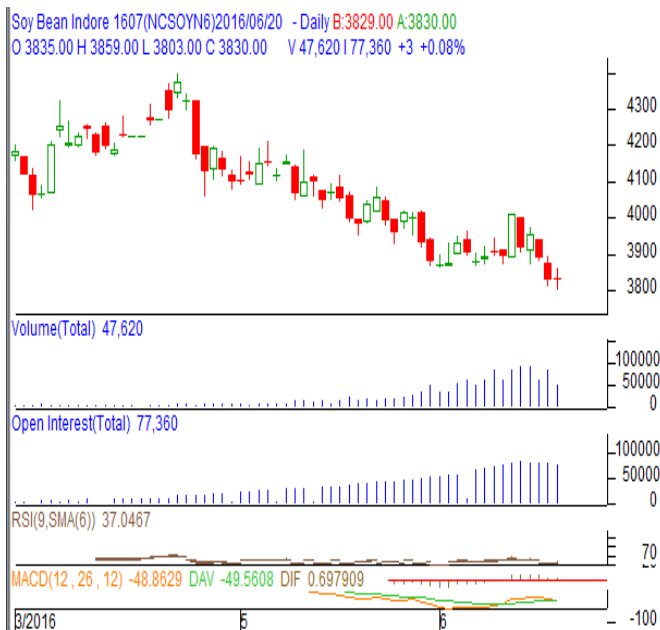 Soy Bean Indore 1607(NCSOYN6)2016/06/20 - Daily B:3829.00 A:3830.00
O 3835.00 H 3859.00 L 3803.00 C 3830.00 V 47,620 I 77,360 +3 +0.08%
4300
4200
4100
4000
3900
3800
Volume(Total) 47,620
100000
50000
0
Open Interest(Total) 77,360
100000
50000
0
RSI(9,SMA(6)) 37.0467
70
MACD(12 , 26 , 12) -48.8629 DAV -49.5608 DIF 0.697909
-100
3/2016 5 6